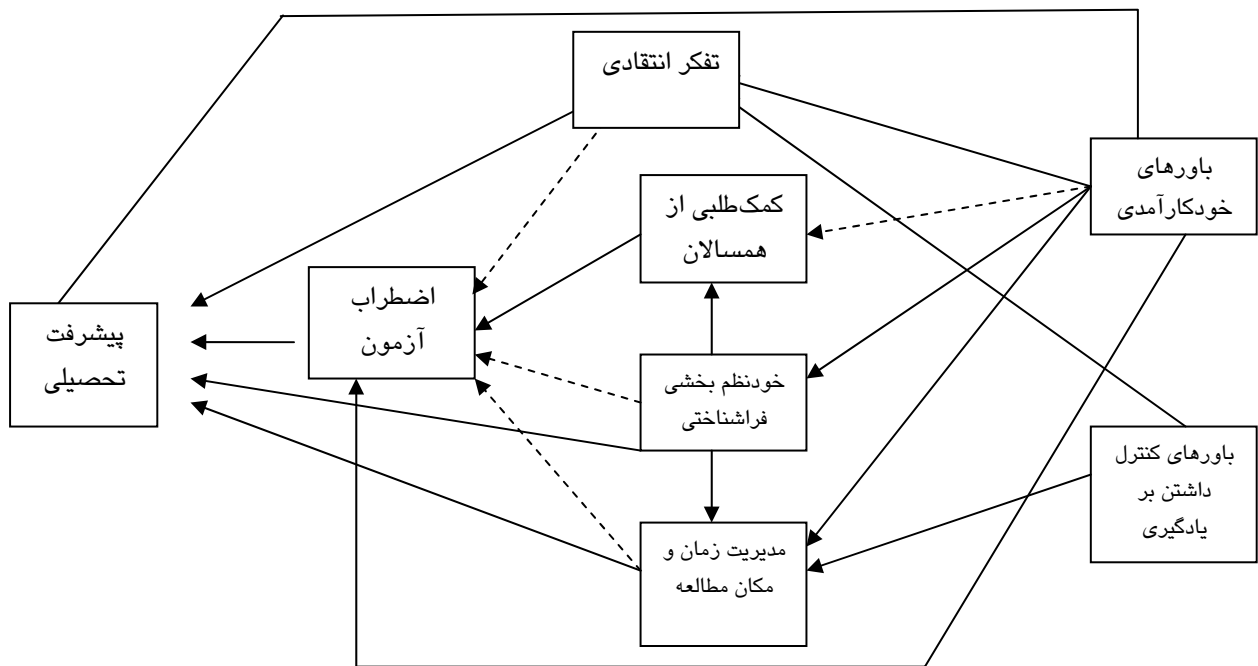 تفکر انتقادی
باورهای
خودکارآمدی
کمک‌طلبی از
همسالان
اضطراب
آزمون
پیشرفت
تحصیلی
خودنظم بخشی
فراشناختی
باورهای کنترل
داشتن بر
یادگیری
مدیریت زمان و
مکان مطالعه